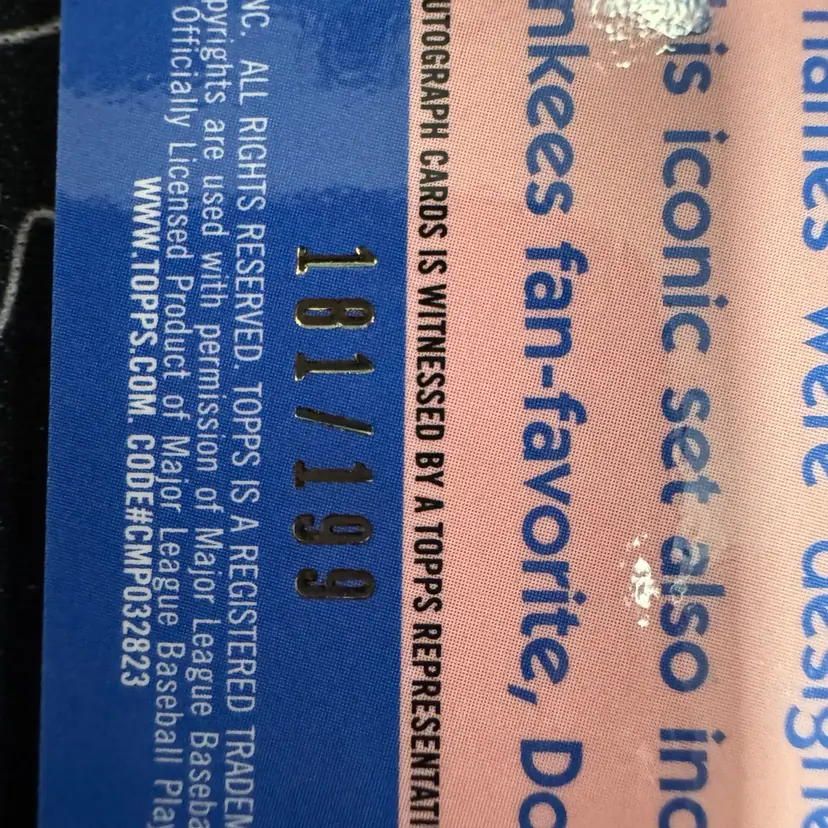 names were designe
is iconic set also inc
nkees fan-favorite, Do
UTOGRAPH CARDS IS WITNESSED BY A TOPPS REPRESENTATI
181/199
NC. ALL RIGHTS RESERVED. TOPPS IS A REGISTERED TRADEM
pyrights are used with permission of Major League Baseba
Officially Licensed Product of Major League Baseball Play
WWW.TOPPS.COM. CODE#CMP032823